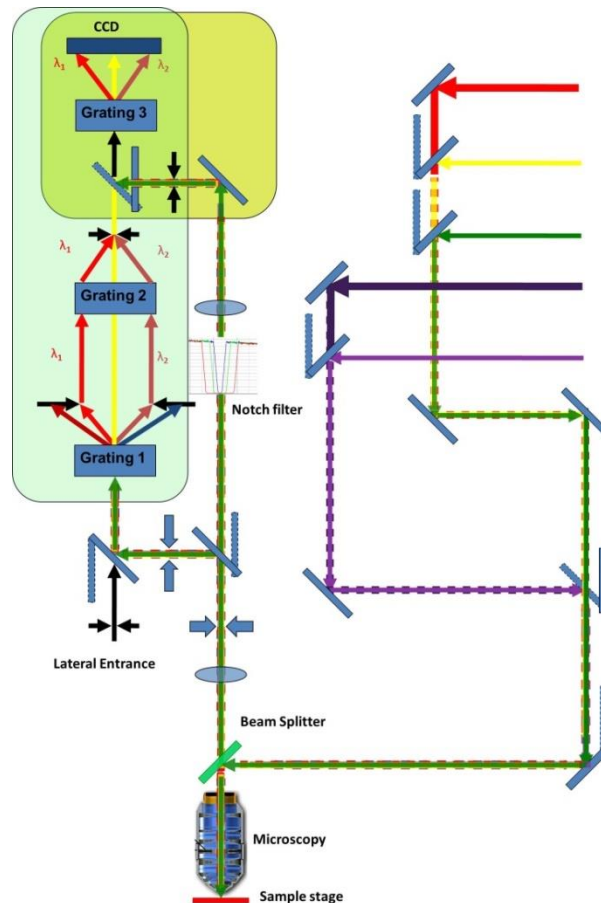 CCD
λ1
λ2
Grating 3
λ1
λ2
Grating 2
λ1
λ2
Notch filter
Grating 1
Lateral Entrance
Beam Splitter
Microscopy
Sample stage